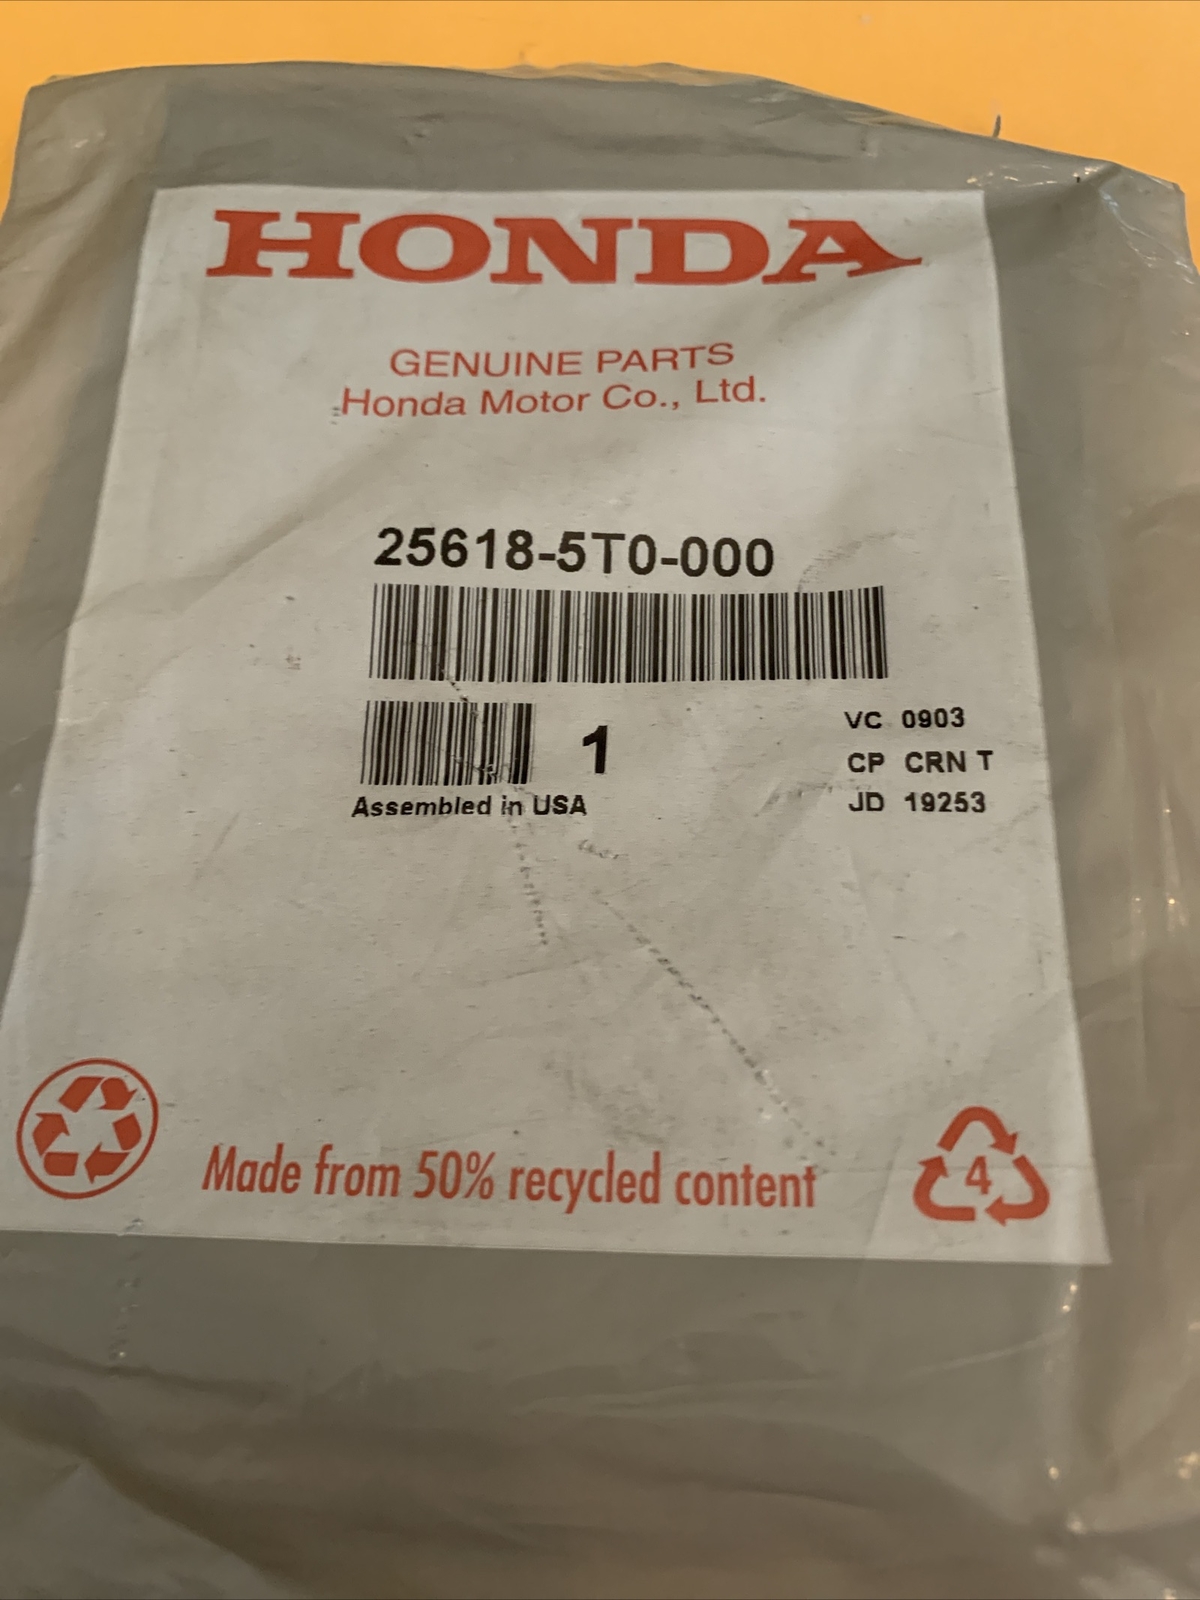 HONDA
GENUINE PARTS
Honda Motor Co., Ltd.
25618-5T0-000
1
VC 0903
CP CRN T
JD 19253
Assembled in USA
Made from 50% recycled content
4